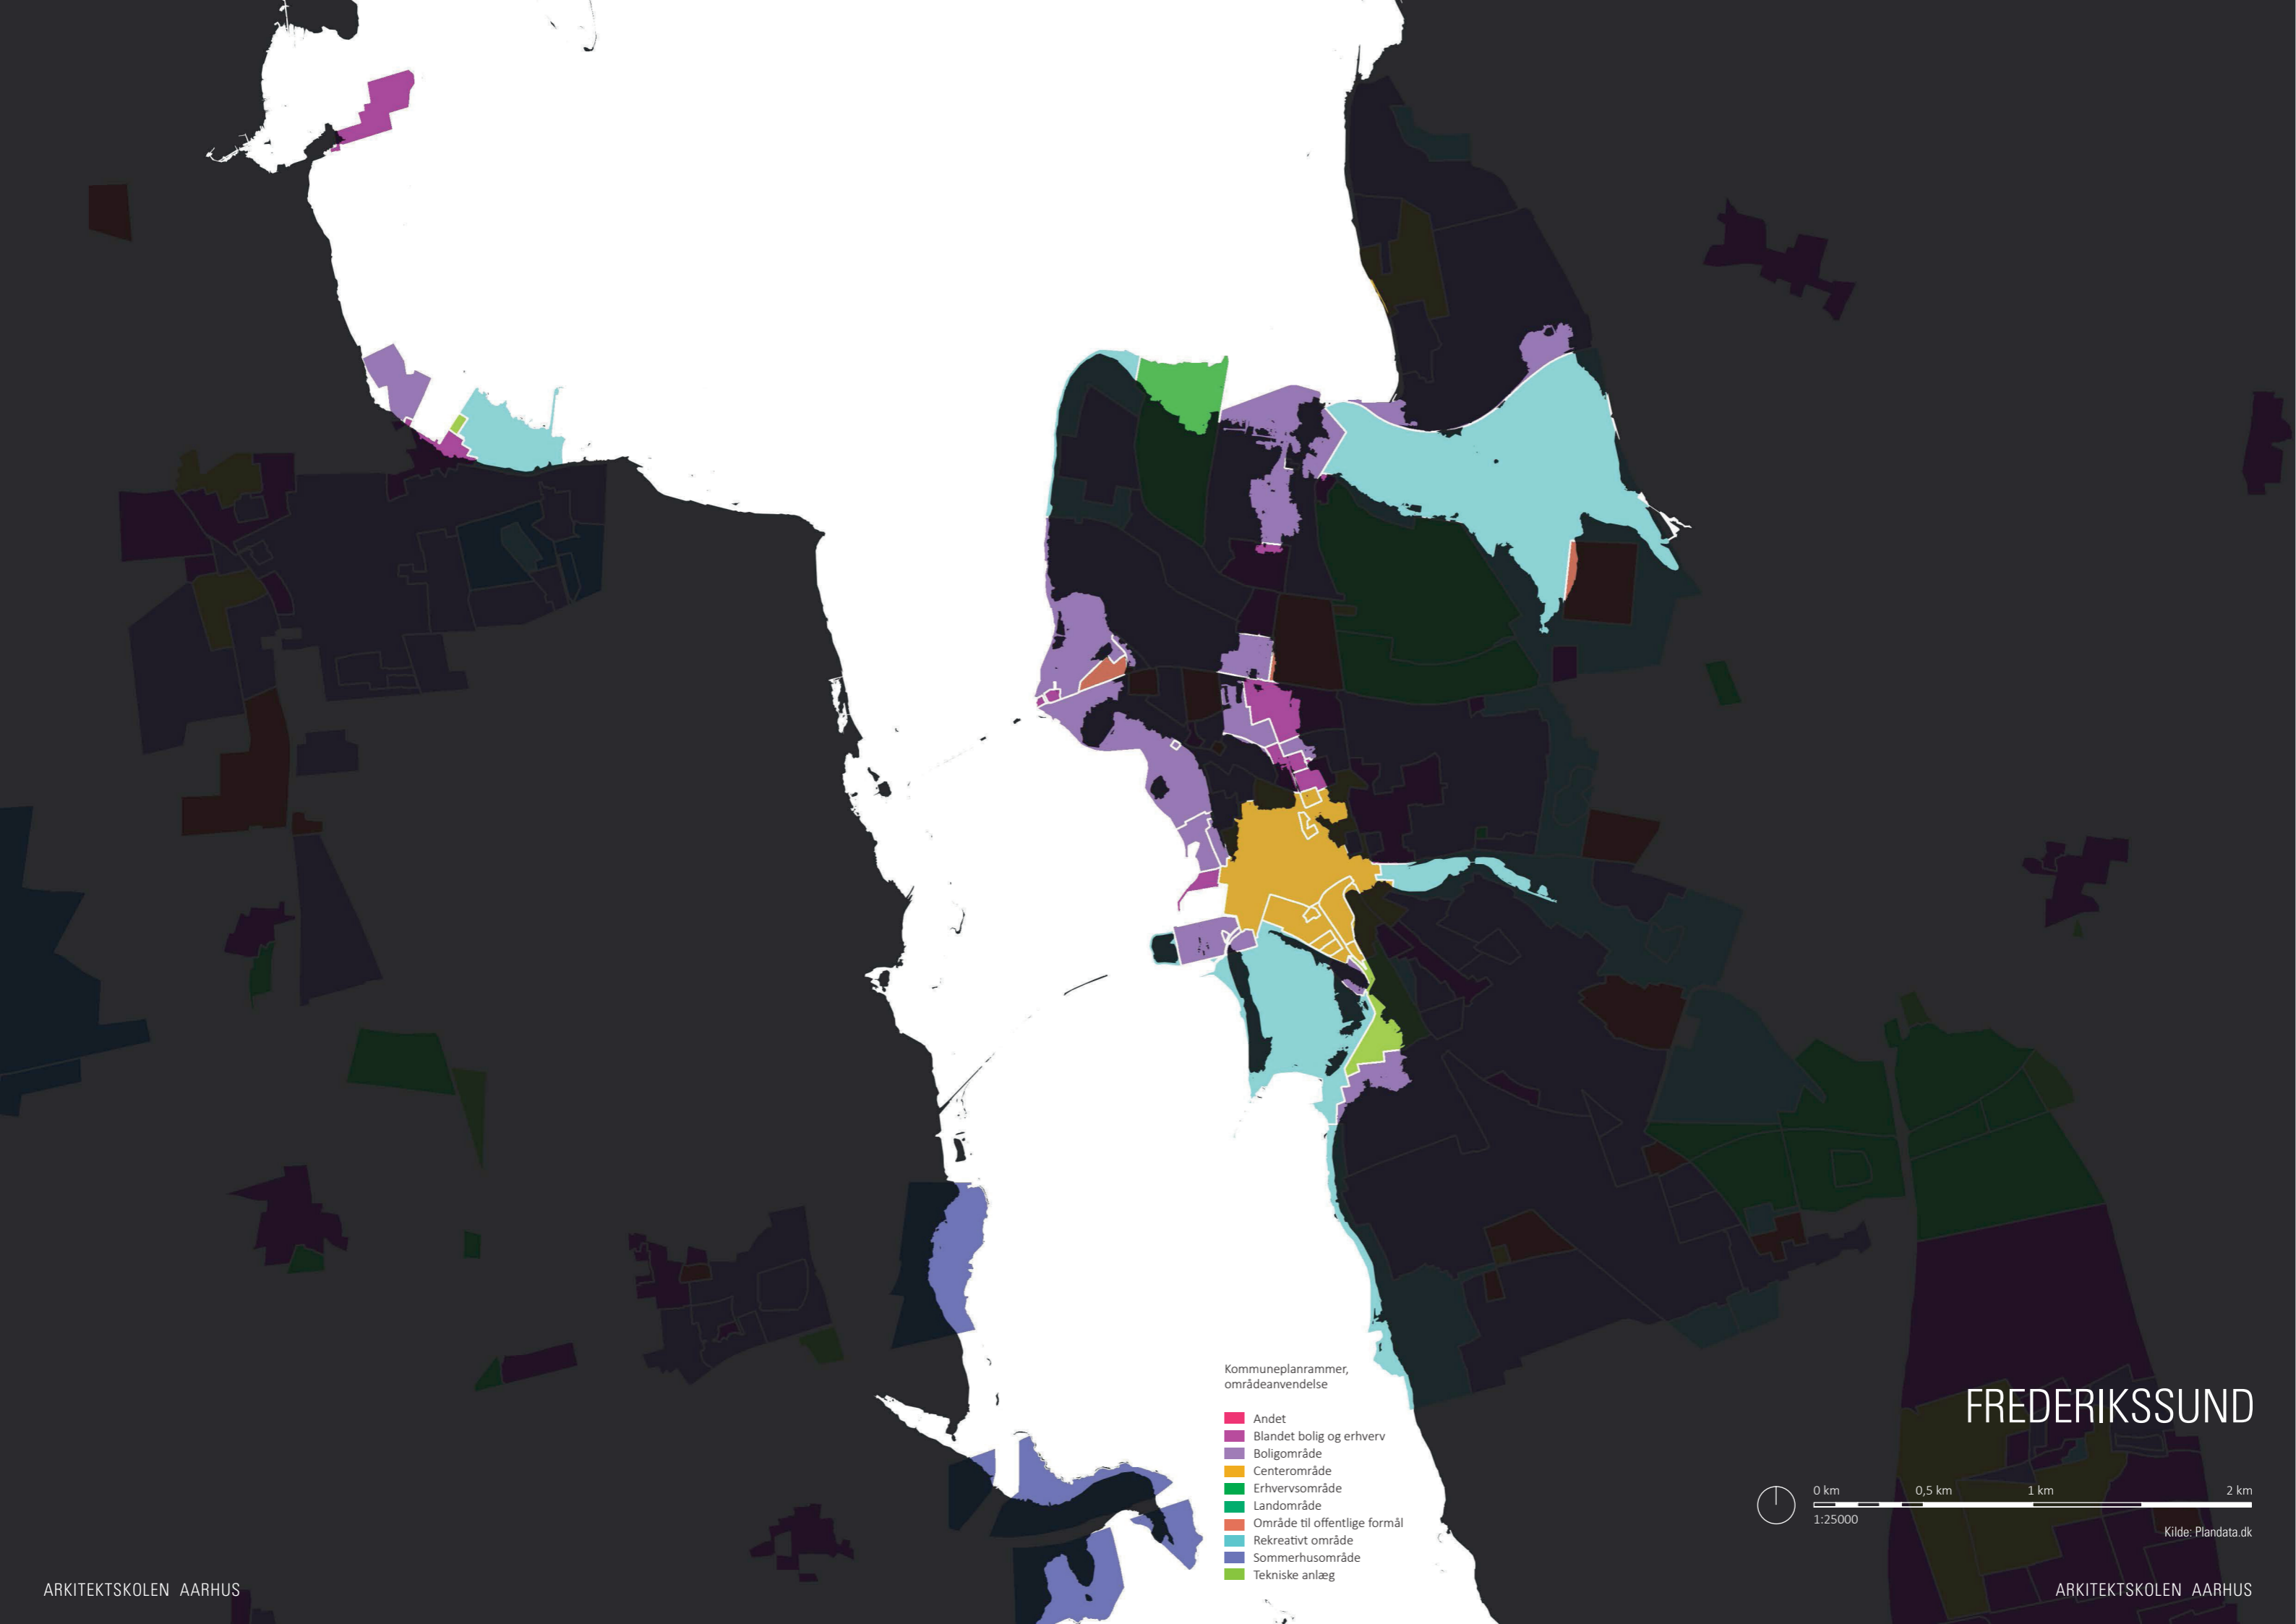 Kommuneplanrammer,
områdeanvendelse
Andet
Blandet bolig og erhverv
Boligområde
Centerområde
Erhvervsområde
Landområde
Område til offentlige formål
Rekreativt område
Sommerhusområde
Tekniske anlæg
FREDERIKSSUND
0 km 0,5 km 1 km 2 km
1:25000
Kilde: Plandata.dk
ARKITEKTSKOLEN AARHUS
ARKITEKTSKOLEN AARHUS